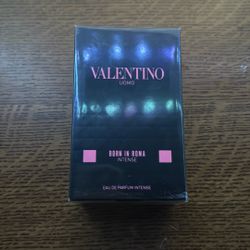 VALENTINO
UOMO
BORN IN ROMA
INTENSE
EAU DE PARFUM INTENSE